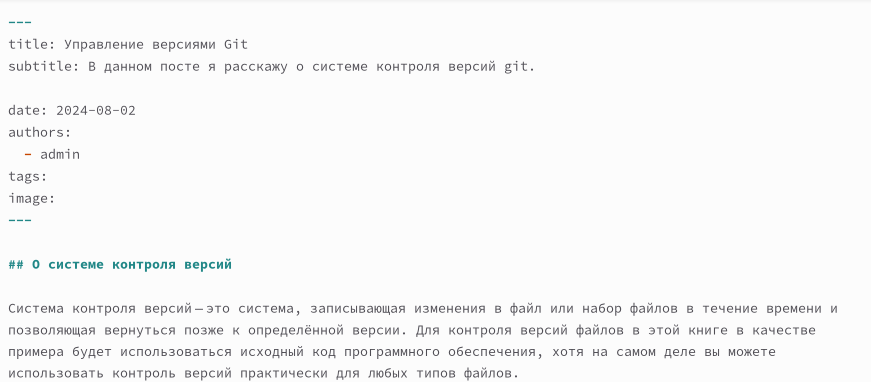 ---
title: Управление версиями Git
subtitle: В данном посте я расскажу о системе контроля версий git.
date: 2024-08-02
authors:
- admin
tags:
image:
---
## О системе контроля версий
Система контроля версий — это система, записывающая изменения в файл или набор файлов в течение времени и
позволяющая вернуться позже к определённой версии. Для контроля версий файлов в этой книге в качестве
примера будет использоваться исходный код программного обеспечения, хотя на самом деле вы можете
использовать контроль версий практически для любых типов файлов.